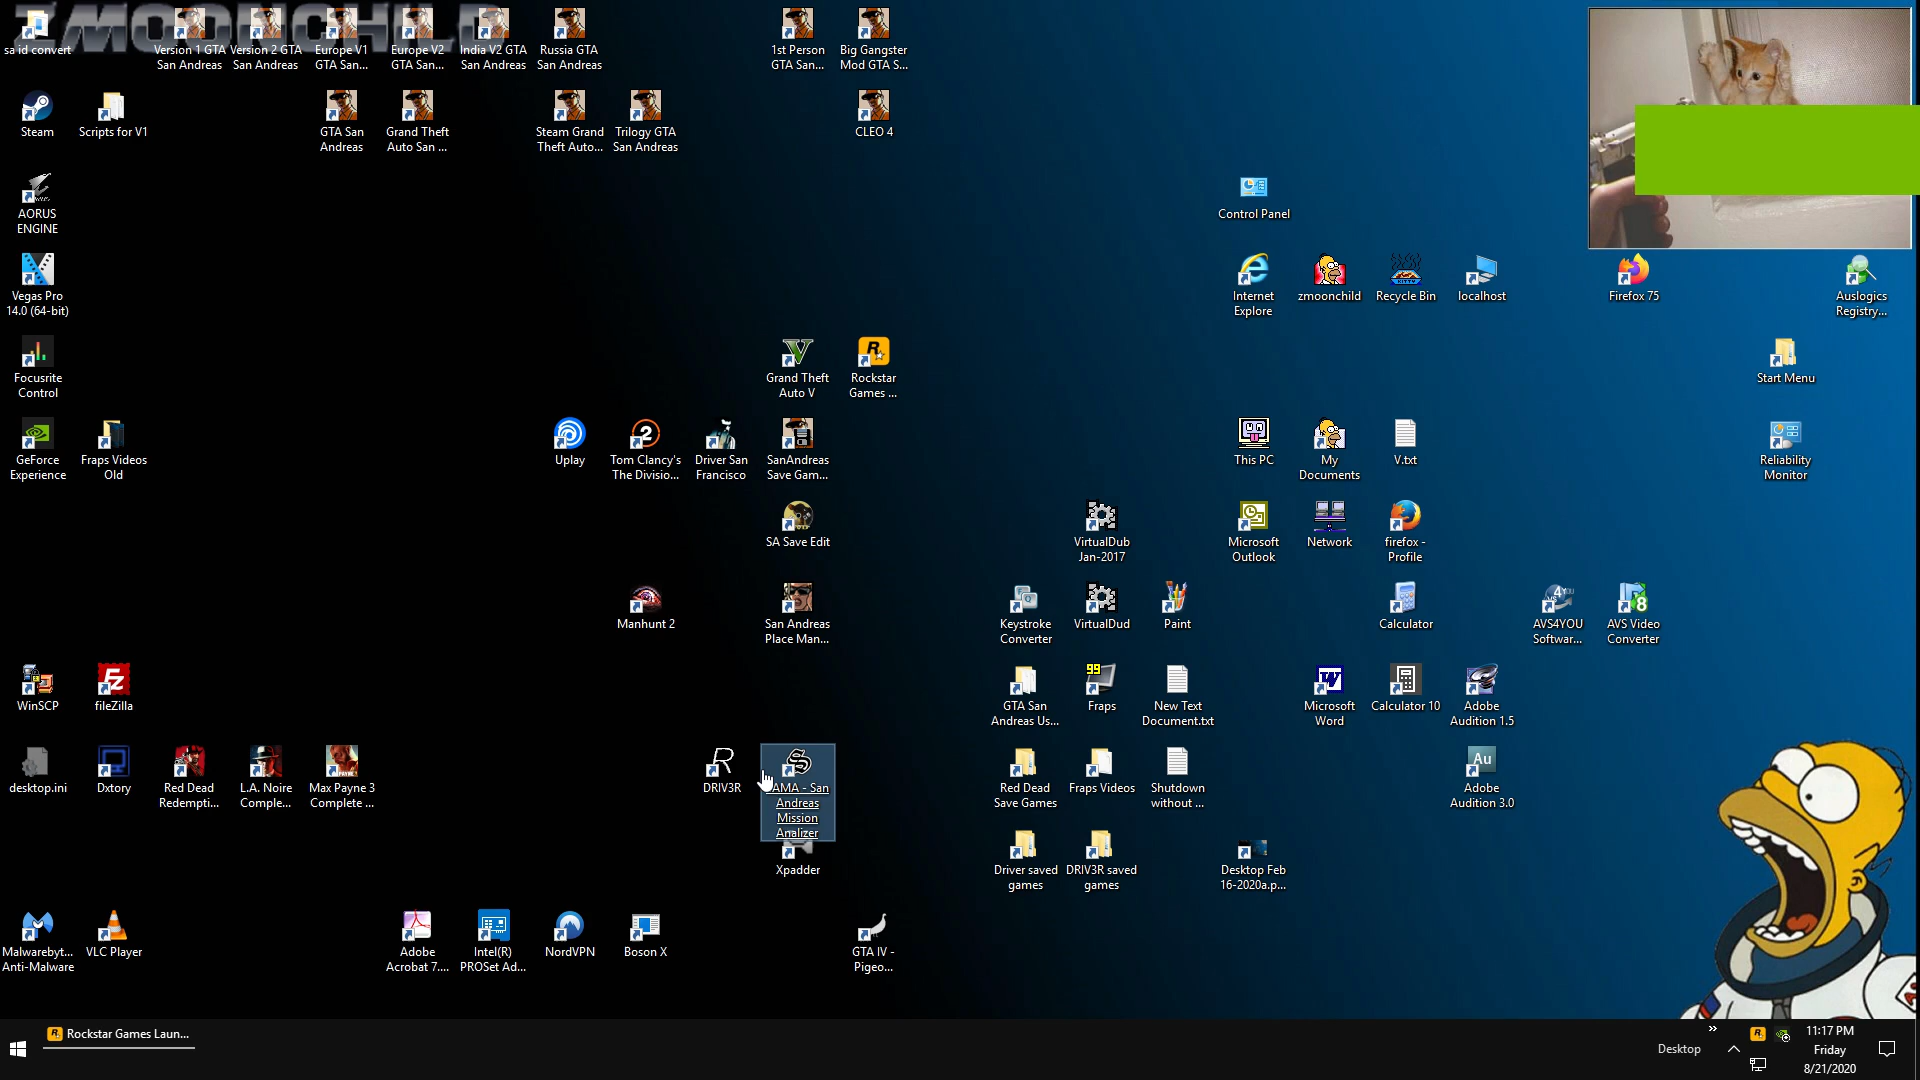 ZMOONCHILD
sa id convert
Version 1 GTA
San Andreas
Version 2 GTA
San Andreas
Europe V1
GTA San...
Europe V2
GTA San...
India V2 GTA
San Andreas
Russia GTA
San Andreas
1st Person
GTA San...
Big Gangster
Mod GTA S...
Steam
Scripts for V1
GTA San
Andreas
Grand Theft
Auto San ...
Steam Grand
Theft Auto...
Trilogy GTA
San Andreas
CLEO 4
AORUS
ENGINE
Control Panel
Vegas Pro
14.0 (64-bit)
Internet
Explore
zmoonchild
Recycle Bin
localhost
Firefox 75
Auslogics
Registry...
Focusrite
Control
Grand Theft
Auto V
Rockstar
Games ...
Start Menu
GeForce
Experience
Fraps Videos
Old
Uplay
Tom Clancy's
The Divisio...
Driver San
Francisco
SanAndreas
Save Gam...
This PC
My
Documents
V.txt
Reliability
Monitor
SA Save Edit
VirtualDub
Jan-2017
Microsoft
Outlook
Network
firefox -
Profile
Manhunt 2
San Andreas
Place Man...
Keystroke
Converter
VirtualDud
Paint
Calculator
AVS4YOU
Softwar...
AVS Video
Converter
WinSCP
fileZilla
GTA San
Andreas Us...
99
Fraps
New Text
Document.txt
Microsoft
Word
Calculator 10
Adobe
Audition 1.5
desktop.ini
Dxtory
Red Dead
Redempti...
L.A. Noire
Comple...
Max Payne 3
Complete ...
DRIV3R
AMA - San
Andreas
Mission
Analizer
Red Dead
Save Games
Fraps Videos
Shutdown
without ...
Au
Adobe
Audition 3.0
Xpadder
Driver saved
games
DRIV3R saved
games
Desktop Feb
16-2020a.p...
Malwarebyt...
Anti-Malware
VLC Player
Adobe
Acrobat 7....
Intel(R)
PROSet Ad...
NordVPN
Boson X
GTA IV -
Pigeo...
Rockstar Games Laun...
Desktop
11:17 PM
Friday
8/21/2020